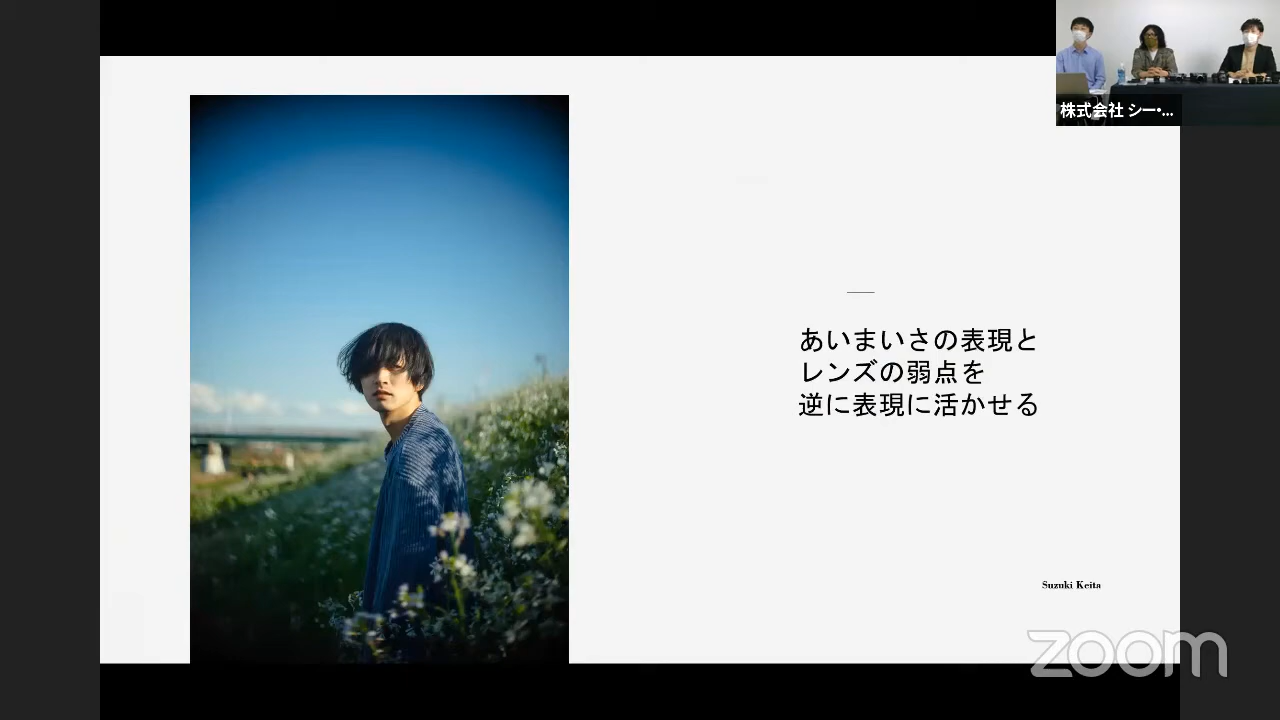 株式会社 シー・...
あいまいさの表現と
レンズの弱点を
逆に表現に活かせる
Suzuki Keita
zoom